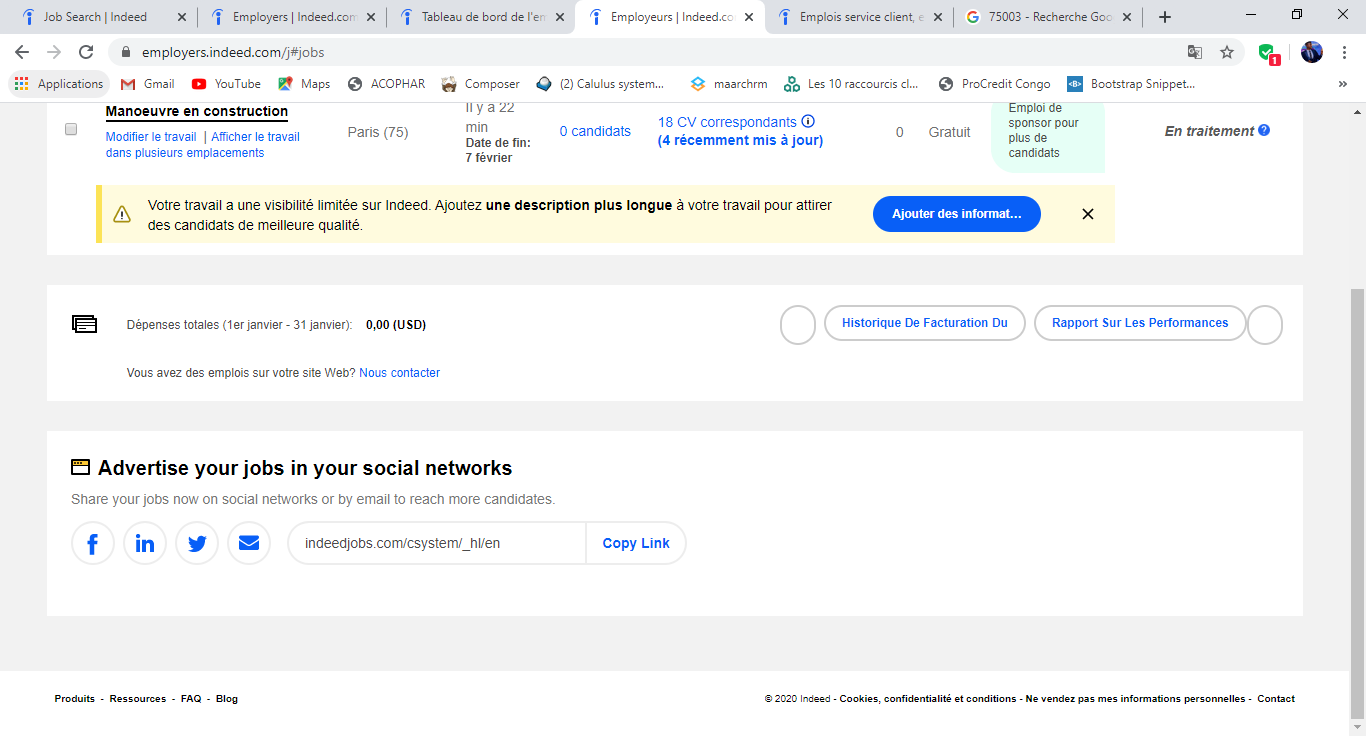 Job Search | Indeed
Employers | Indeed.com
Tableau de bord de l'em
Employeurs | Indeed.co
Emplois service client, e
75003 - Recherche Goo
employers.indeed.com/j#jobs
Applications
Gmail
YouTube
Maps
ACOPHAR
Composer
(2) Calulus system...
maarchrm
Les 10 raccourcis cl...
ProCredit Congo
Bootstrap Snippet...
»
1
Manoeuvre en construction
Modifier le travail | Afficher le travail
dans plusieurs emplacements
Paris (75)
Il y a 22
min
Date de fin:
7 février
0 candidats
18 CV correspondants
(4 récemment mis à jour)
0
Gratuit
Emploi de
sponsor pour
plus de
candidats
En traitement
Votre travail a une visibilité limitée sur Indeed. Ajoutez une description plus longue à votre travail pour attirer
des candidats de meilleure qualité.
Ajouter des informat...
Dépenses totales (1er janvier - 31 janvier): 0,00 (USD)
Historique De Facturation Du
Rapport Sur Les Performances
Vous avez des emplois sur votre site Web? Nous contacter
Advertise your jobs in your social networks
Share your jobs now on social networks or by email to reach more candidates.
indeedjobs.com/csystem/_hl/en
Copy Link
Produits - Ressources - FAQ - Blog
© 2020 Indeed - Cookies, confidentialité et conditions - Ne vendez pas mes informations personnelles - Contact